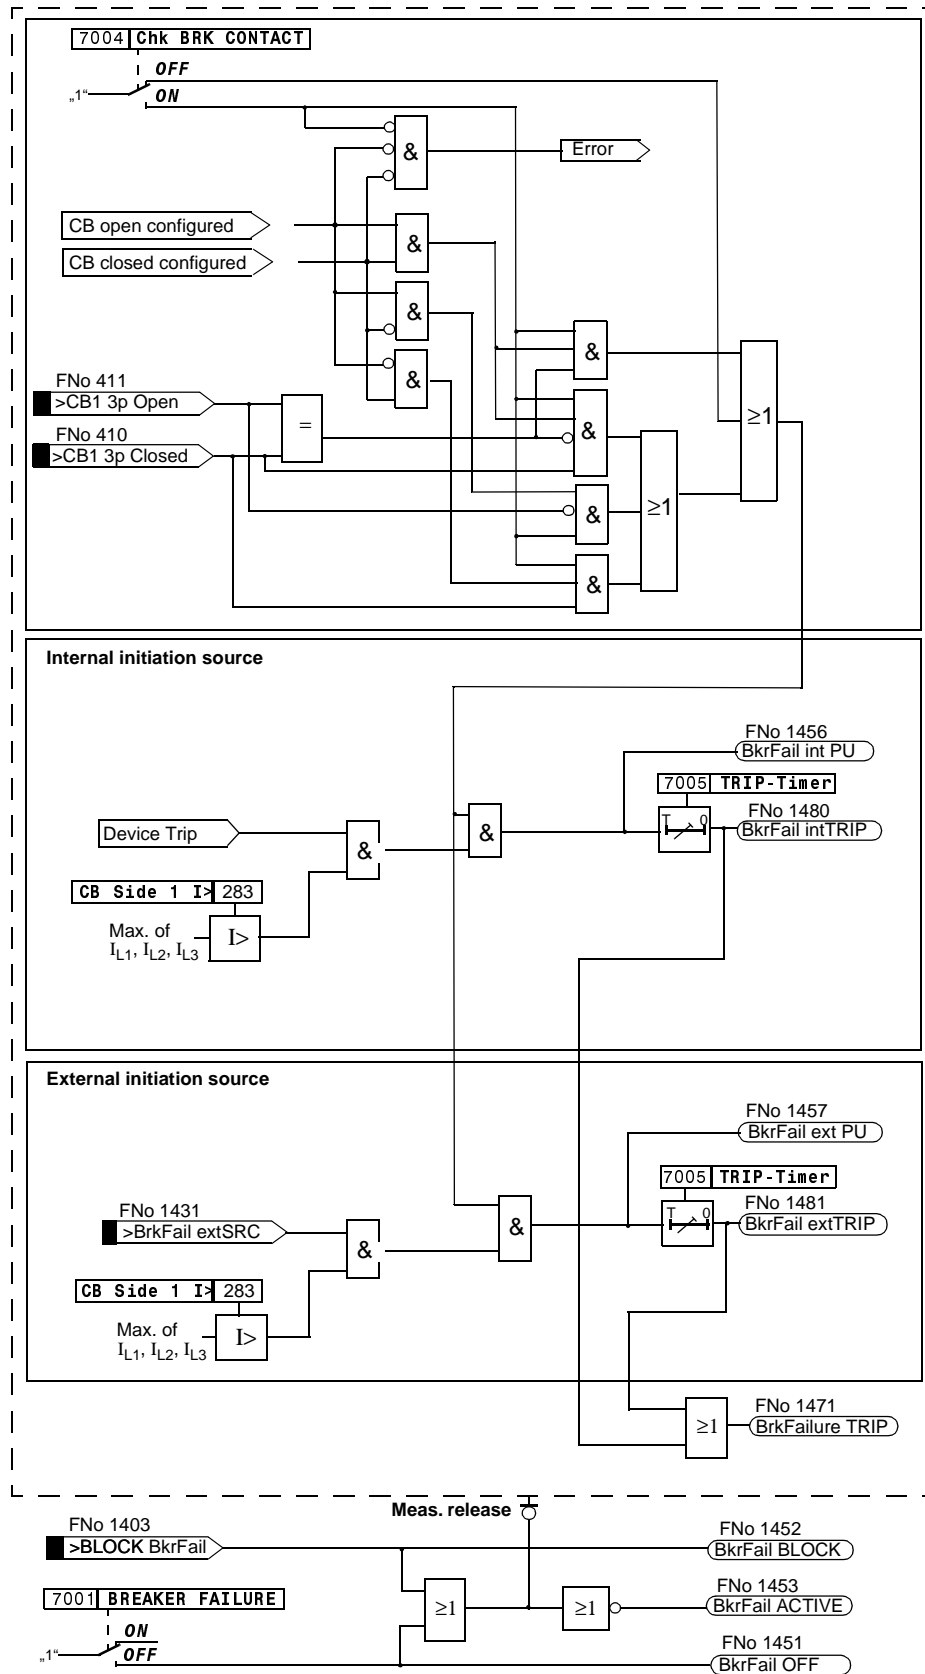 7004 Chk BRK CONTACT
OFF
„1“
ON
&
Error
CB open configured
&
CB closed configured
&
&
&
FNo 411
>CB1 3p Open
=
&
≥1
FNo 410
>CB1 3p Closed
&
≥1
&
Internal initiation source
FNo 1456
BkrFail int PU
7005 TRIP-Timer
FNo 1480
T 0
BkrFail intTRIP
Device Trip
&
&
CB Side 1 I> 283
Max. of
IL1, IL2, IL3
I>
External initiation source
FNo 1457
BkrFail ext PU
7005 TRIP-Timer
FNo 1481
T 0
BkrFail extTRIP
FNo 1431
>BrkFail extSRC
&
&
CB Side 1 I> 283
Max. of
IL1, IL2, IL3
I>
FNo 1471
≥1
BrkFailure TRIP
Meas. release
FNo 1403
>BLOCK BkrFail
FNo 1452
BkrFail BLOCK
7001 BREAKER FAILURE
≥1
≥1
FNo 1453
BkrFail ACTIVE
ON
„1“
OFF
FNo 1451
BkrFail OFF